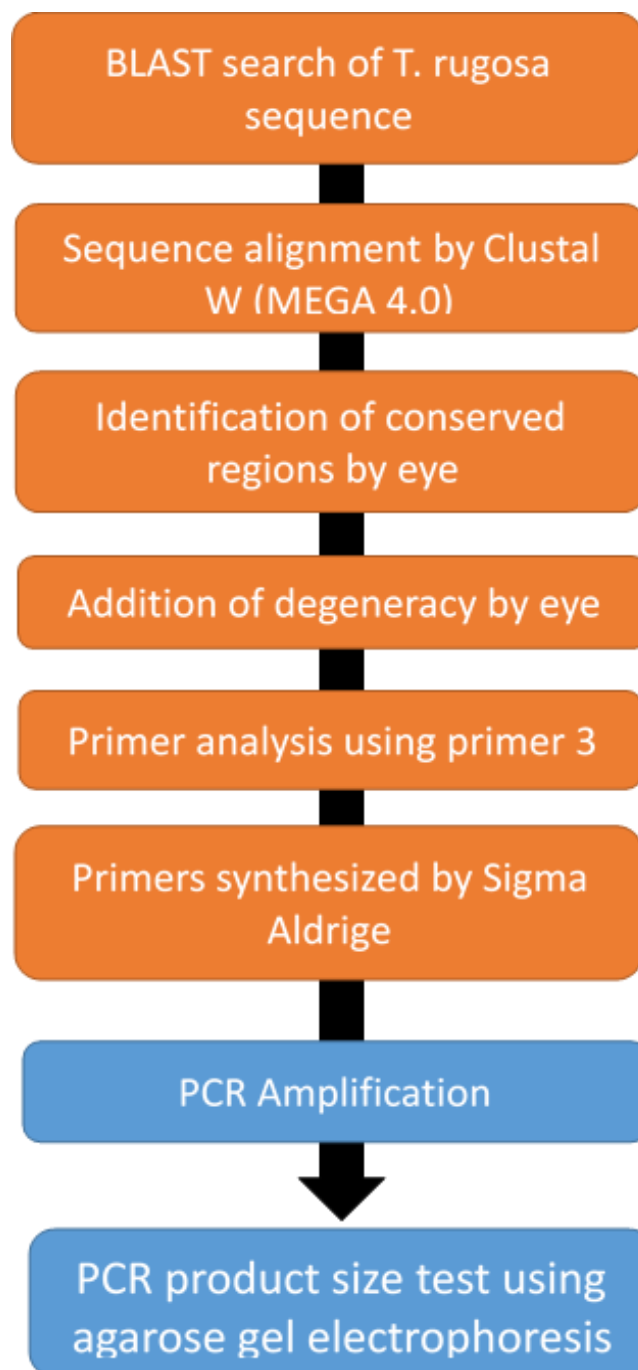 BLAST search of T. rugosa
sequence
Sequence alignment by Clustal
W (MEGA 4.0)
Identification of conserved
regions by eye
Addition of degeneracy by eye
Primer analysis using primer 3
Primers synthesized by Sigma
Aldrige
PCR Amplification
PCR product size test using
agarose gel electrophoresis